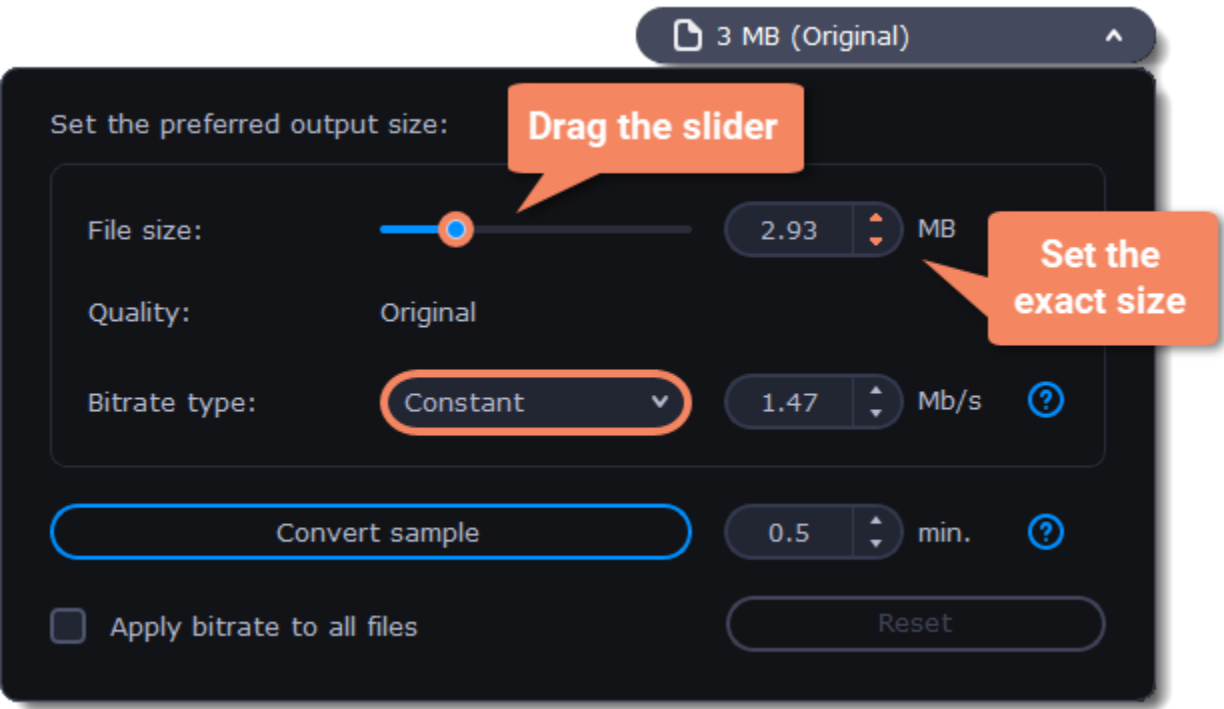 3 MB (Original)
Set the preferred output size:
Drag the slider
File size:
2.93
MB
Set the
exact size
Quality:
Original
Bitrate type:
Constant
1.47
Mb/s
?
Convert sample
0.5
min.
?
Apply bitrate to all files
Reset